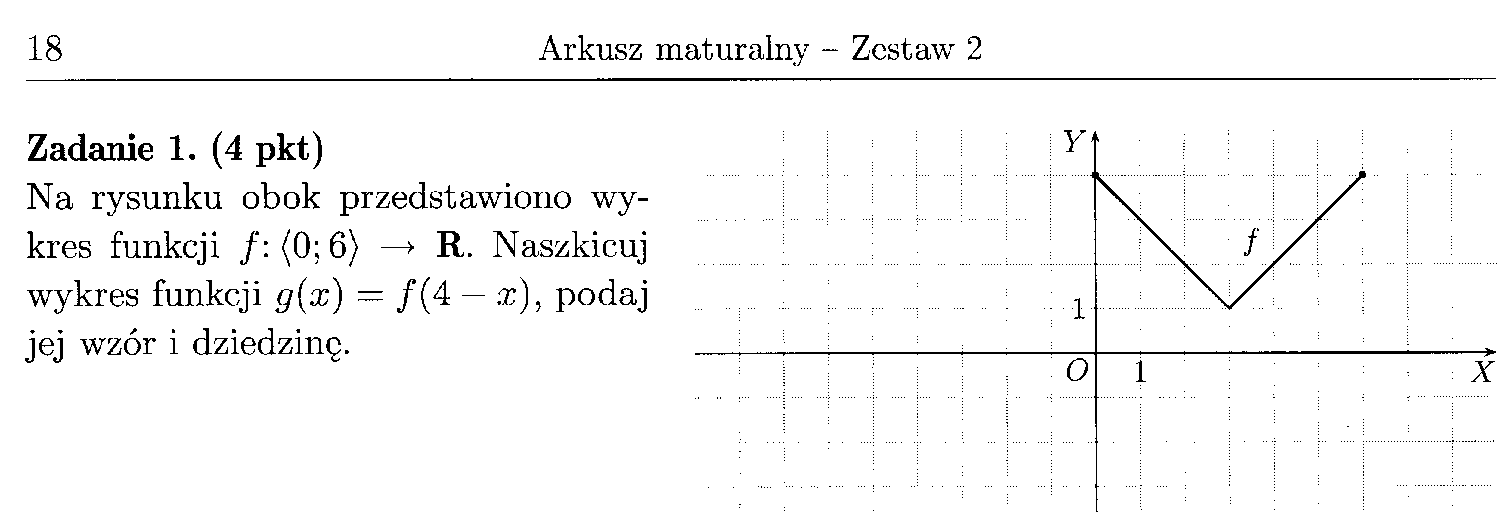 18
Arkusz maturalny – Zestaw 2
Zadanie 1. (4 pkt)
Na rysunku obok przedstawiono wy-
kres funkcji f: ⟨0; 6⟩ → R. Naszkicuj
wykres funkcji g(x) = f(4 − x), podaj
jej wzór i dziedzinę.
Y
f
1
O
1
X